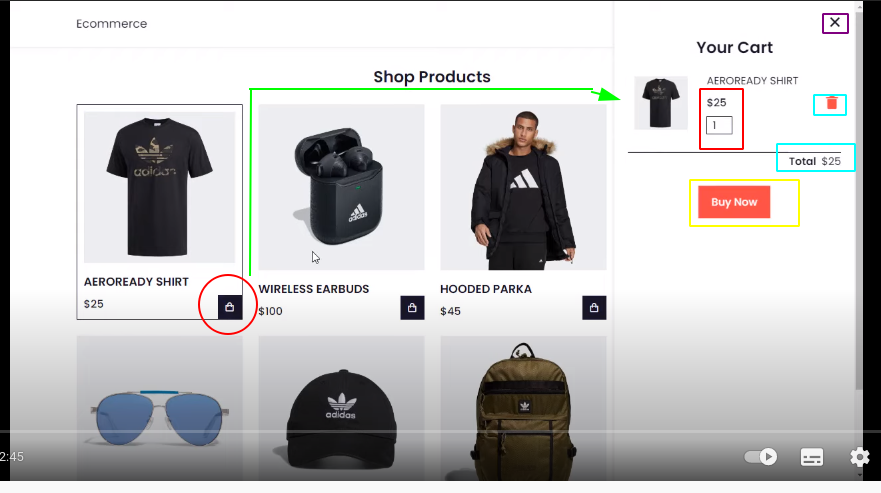 Ecommerce
Your Cart
AEROREADY SHIRT
$25
1
Total $25
Buy Now
Shop Products
adidas
AEROREADY SHIRT
$25
adidas
WIRELESS EARBUDS
$100
HOODED PARKA
$45
adidas
2:45